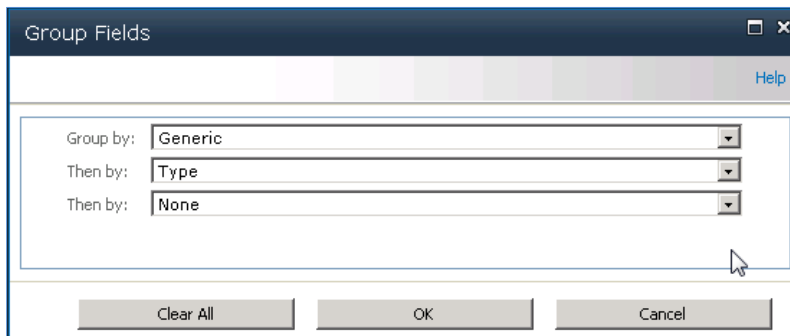 Group Fields
Help
Group by: Generic
Then by: Type
Then by: None
Clear All OK Cancel